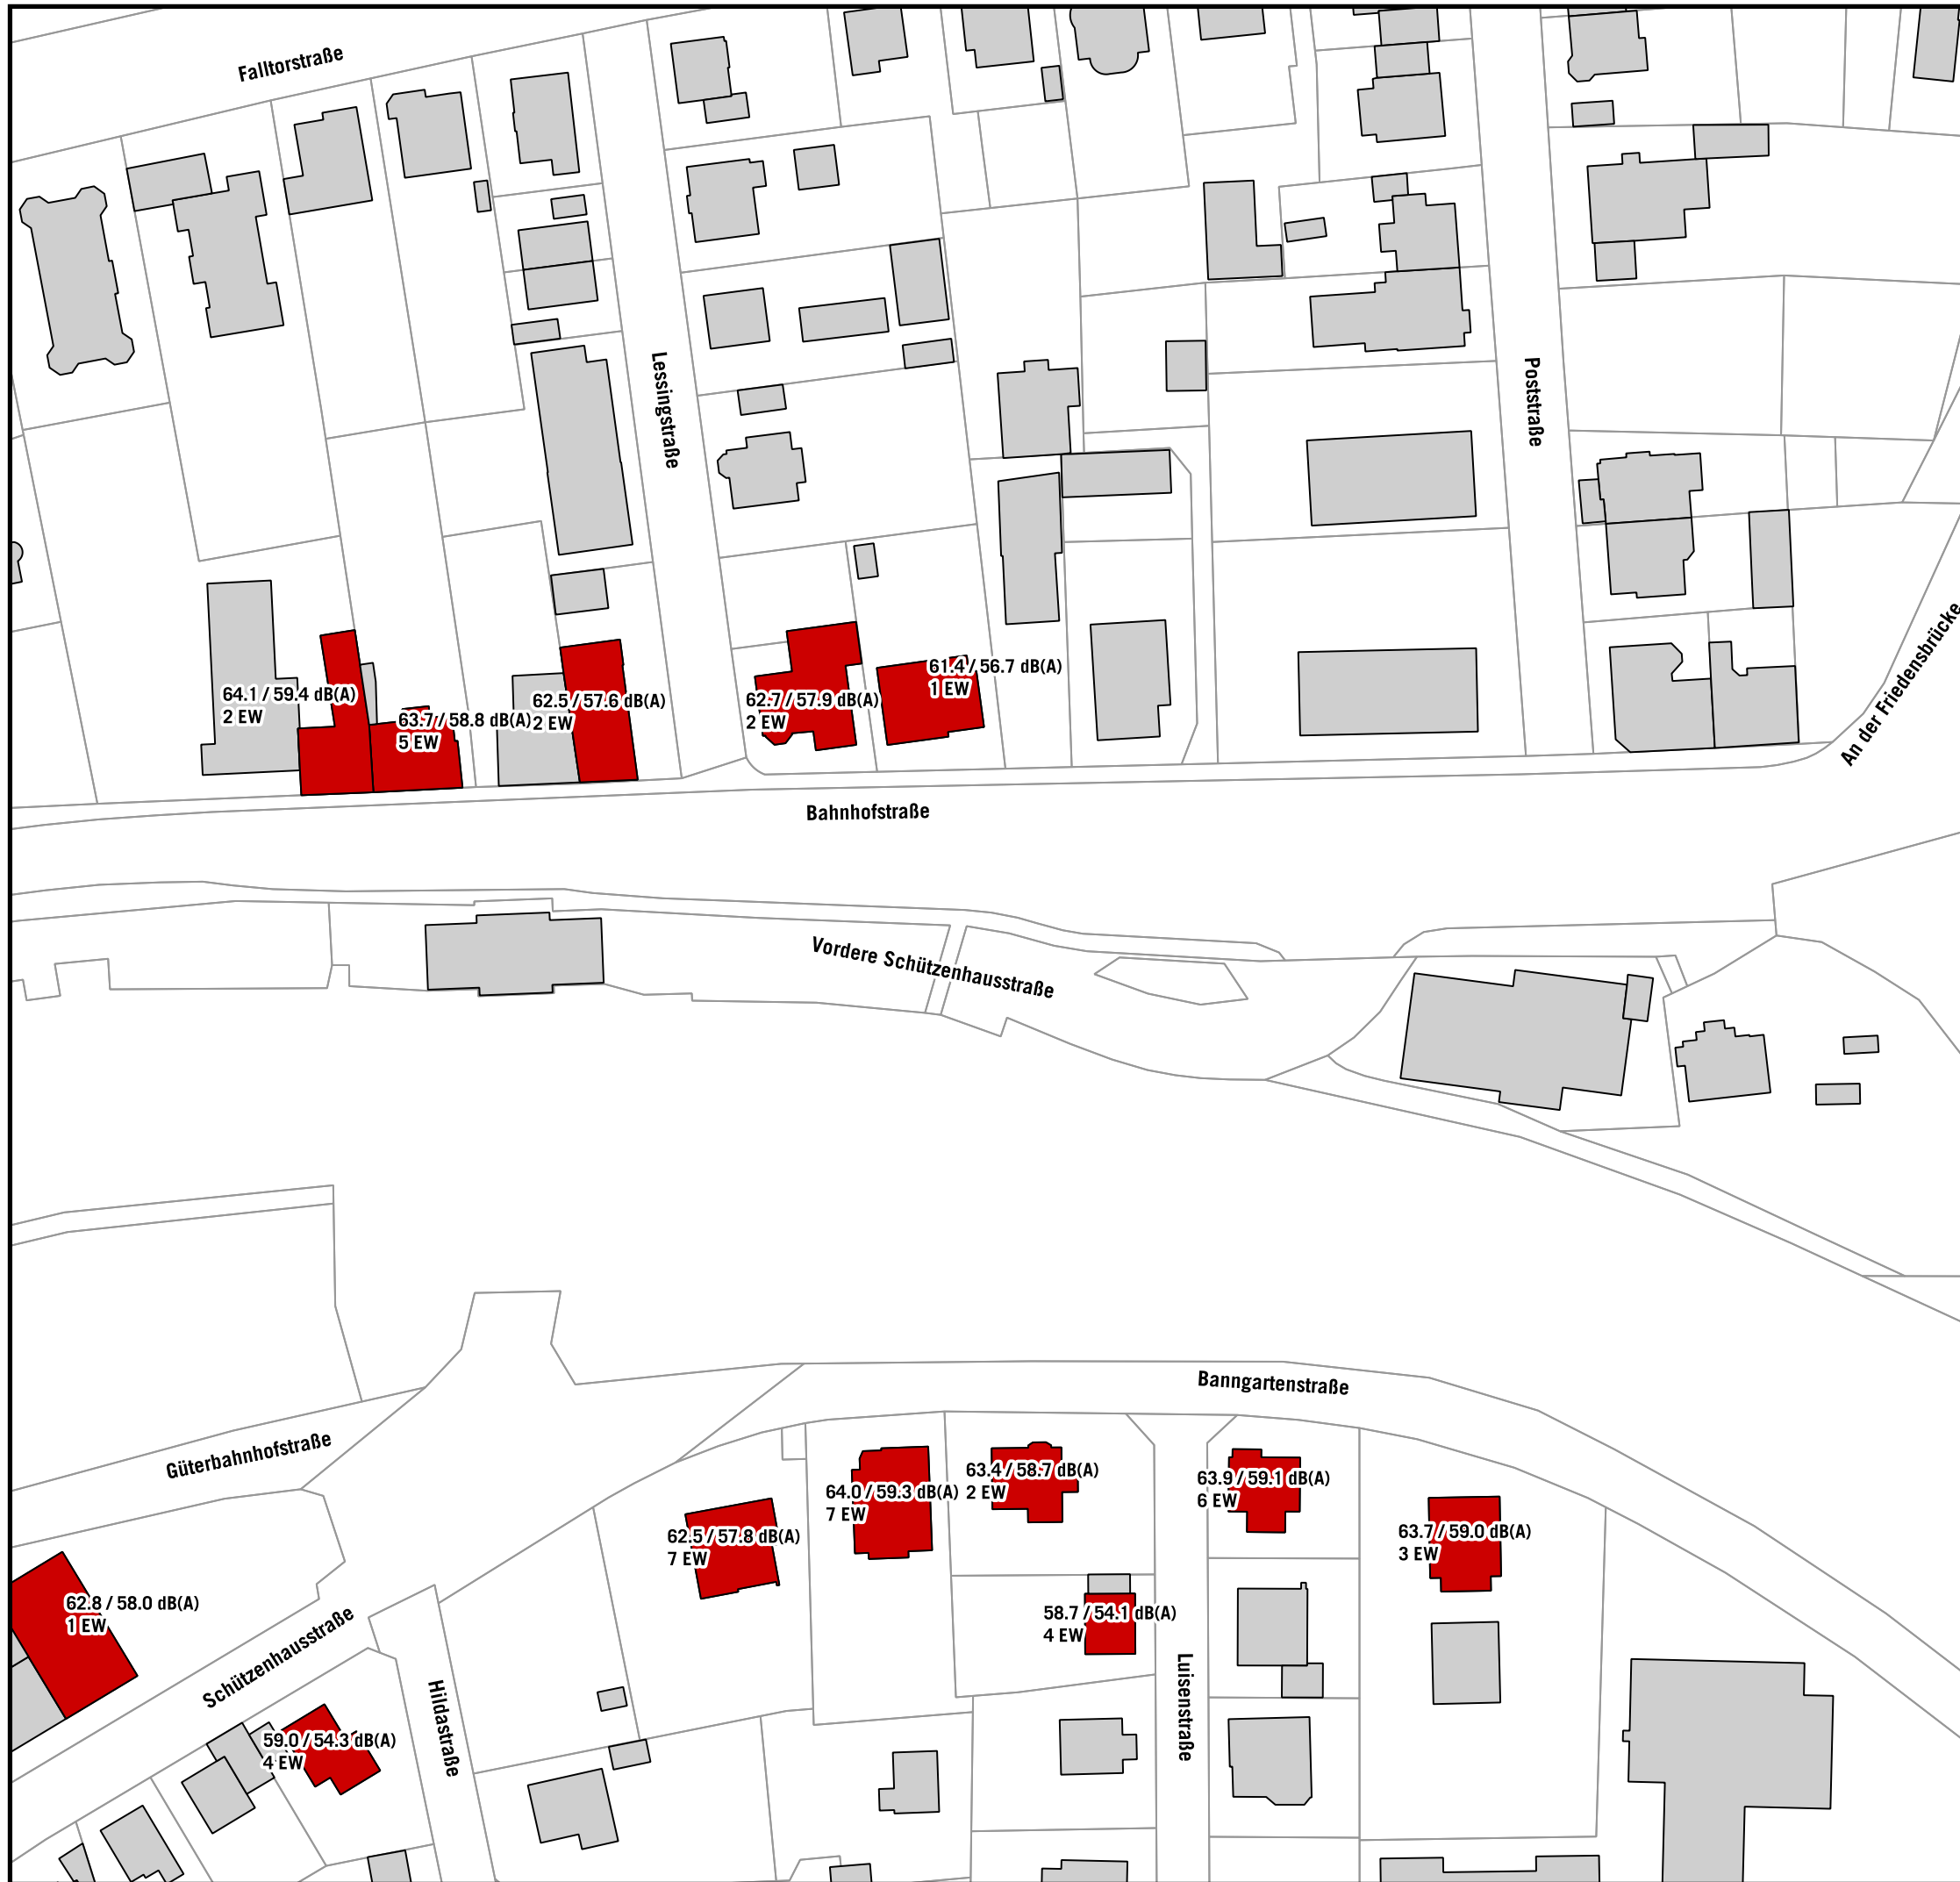 Falltorstraße
Lessingstraße
Poststraße
An der Friedensbrücke
64.1 / 59.4 dB(A)
2 EW
63.7 / 58.8 dB(A)
5 EW
62.5 / 57.6 dB(A)
2 EW
62.7 / 57.9 dB(A)
2 EW
61.4 / 56.7 dB(A)
1 EW
Bahnhofstraße
Vordere Schützenhausstraße
Banngartenstraße
Güterbahnhofstraße
62.5 / 57.8 dB(A)
7 EW
64.0 / 59.3 dB(A)
7 EW
63.4 / 58.7 dB(A)
2 EW
63.9 / 59.1 dB(A)
6 EW
63.7 / 59.0 dB(A)
3 EW
62.8 / 58.0 dB(A)
1 EW
58.7 / 54.1 dB(A)
4 EW
Schützenhausstraße
Hildastraße
Luisenstraße
59.0 / 54.3 dB(A)
4 EW